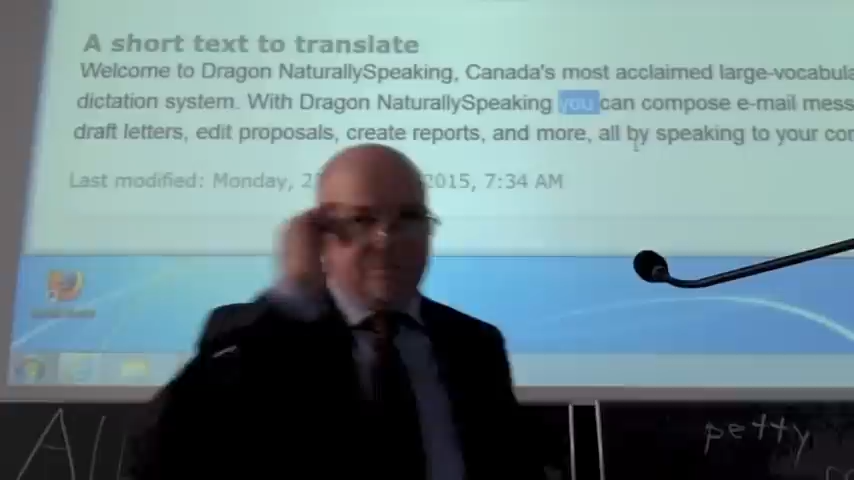 A short text to translate
Welcome to Dragon NaturallySpeaking, Canada's most acclaimed large-vocabula
dictation system. With Dragon NaturallySpeaking you can compose e-mail mess
draft letters, edit proposals, create reports, and more, all by speaking to your con
Last modified: Monday, 2 2015, 7:34 AM
petty